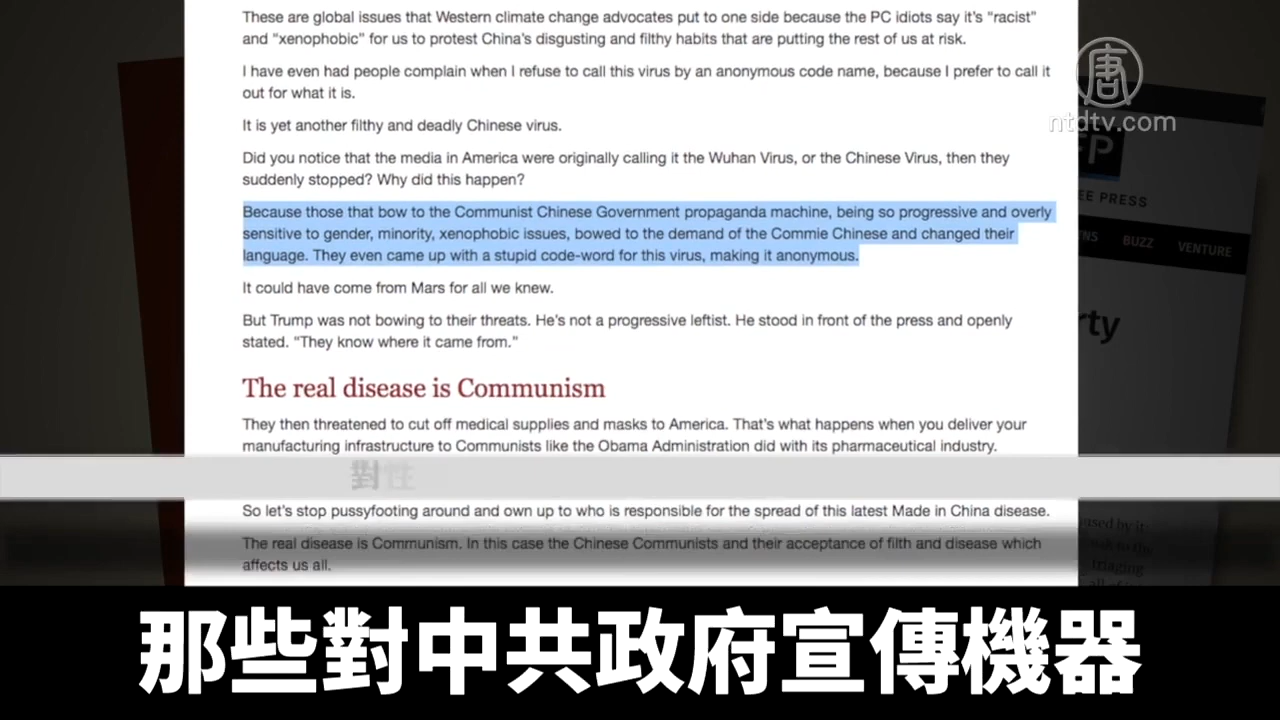 These are global issues that Western climate change advocates put to one side because the PC idiots say it's "racist"
and "xenophobic" for us to protest China's disgusting and filthy habits that are putting the rest of us at risk.
I have even had people complain when I refuse to call this virus by an anonymous code name, because I prefer to call it
out for what it is.
It is yet another filthy and deadly Chinese virus.
Did you notice that the media in America were originally calling it the Wuhan Virus, or the Chinese Virus, then they
suddenly stopped? Why did this happen?
Because those that bow to the Communist Chinese Government propaganda machine, being so progressive and overly
sensitive to gender, minority, xenophobic issues, bowed to the demand of the Commie Chinese and changed their
language. They even came up with a stupid code-word for this virus, making it anonymous.
It could have come from Mars for all we knew.
But Trump was not bowing to their threats. He's not a progressive leftist. He stood in front of the press and openly
stated. "They know where it came from."
The real disease is Communism
They then threatened to cut off medical supplies and masks to America. That's what happens when you deliver your
manufacturing infrastructure to Communists like the Obama Administration did with its pharmaceutical industry.
對性
So let's stop pussyfooting around and own up to who is responsible for the spread of this latest Made in China disease.
The real disease is Communism. In this case the Chinese Communists and their acceptance of filth and disease which
affects us all.
唐
ntdtv.com
FP
EE PRESS
BUZZ VENTURE
rty
那些對中共政府宣傳機器